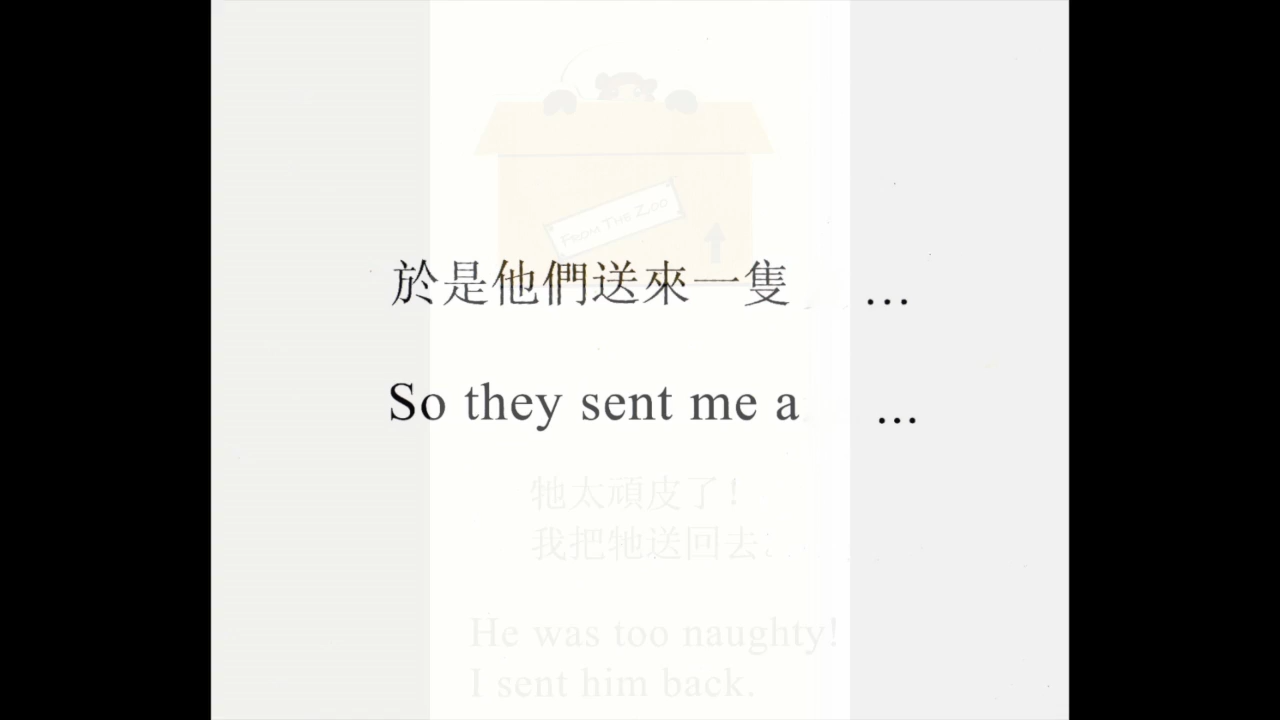 From The Zoo
於是他們送來一隻 ...
So they sent me a ...
牠太頑皮了！
我把牠送回去...
He was too naughty!
I sent him back.